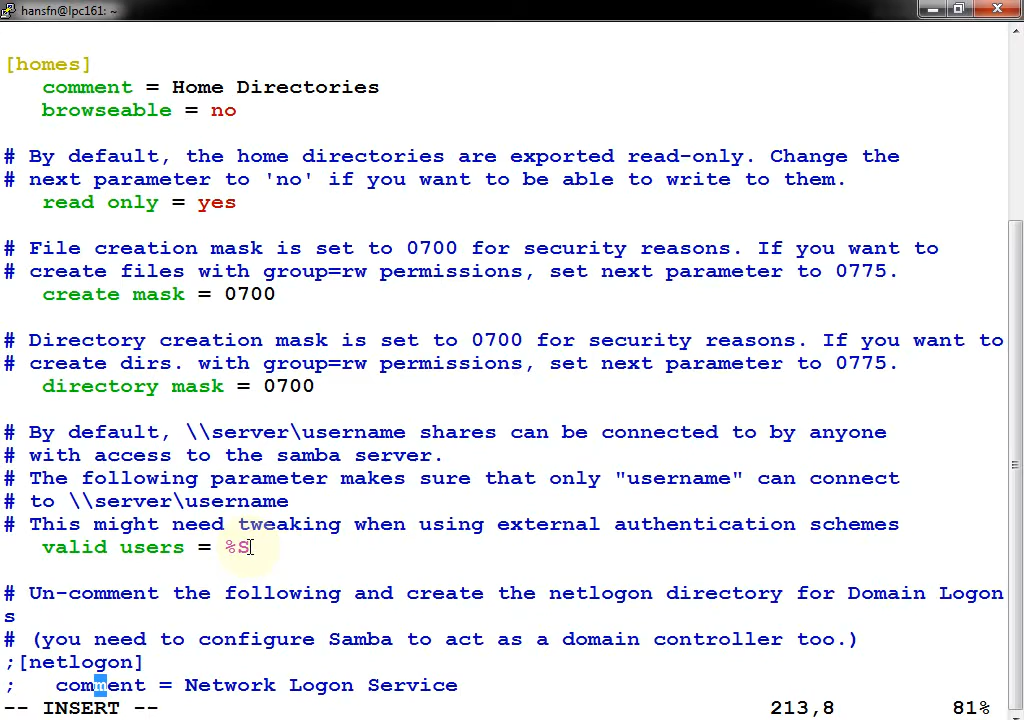 hansfn@lpc161: ~
[homes]
comment = Home Directories
browseable = no
# By default, the home directories are exported read-only. Change the
# next parameter to 'no' if you want to be able to write to them.
read only = yes
# File creation mask is set to 0700 for security reasons. If you want to
# create files with group=rw permissions, set next parameter to 0775.
create mask = 0700
# Directory creation mask is set to 0700 for security reasons. If you want to
# create dirs. with group=rw permissions, set next parameter to 0775.
directory mask = 0700
# By default, \\server\username shares can be connected to by anyone
# with access to the samba server.
# The following parameter makes sure that only "username" can connect
# to \\server\username
# This might need tweaking when using external authentication schemes
valid users = %S
# Un-comment the following and create the netlogon directory for Domain Logon
s
# (you need to configure Samba to act as a domain controller too.)
;[netlogon]
;   comment = Network Logon Service
-- INSERT -- 213,8 81%